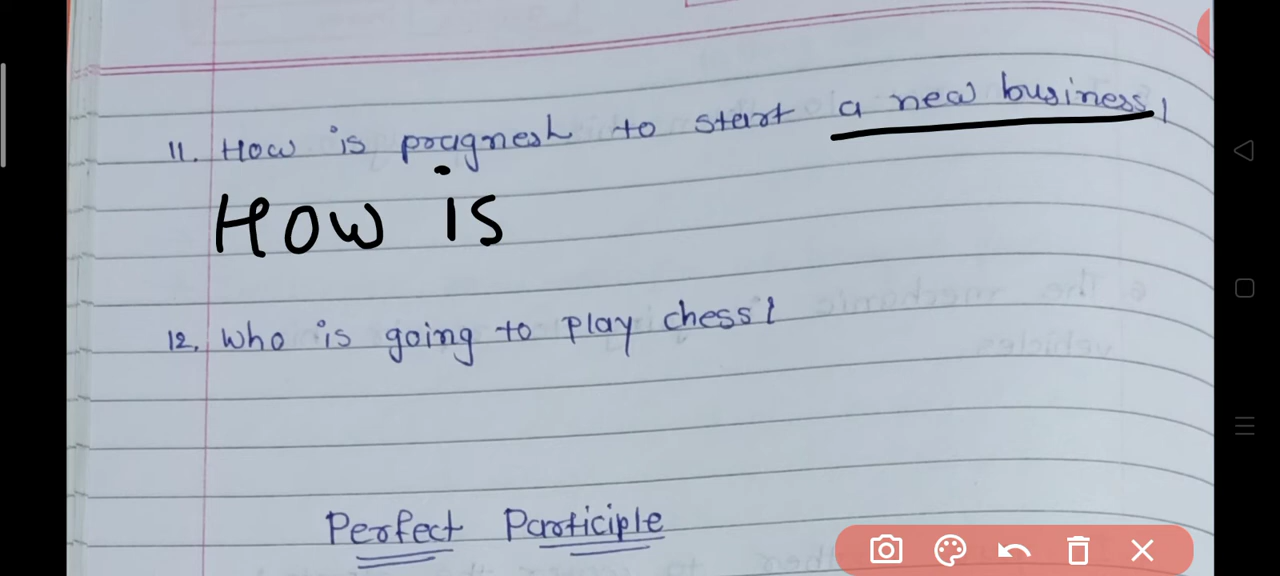 11. How is pragnesh to start a new business?
How is
12. who is going to play chess?
Perfect Participle